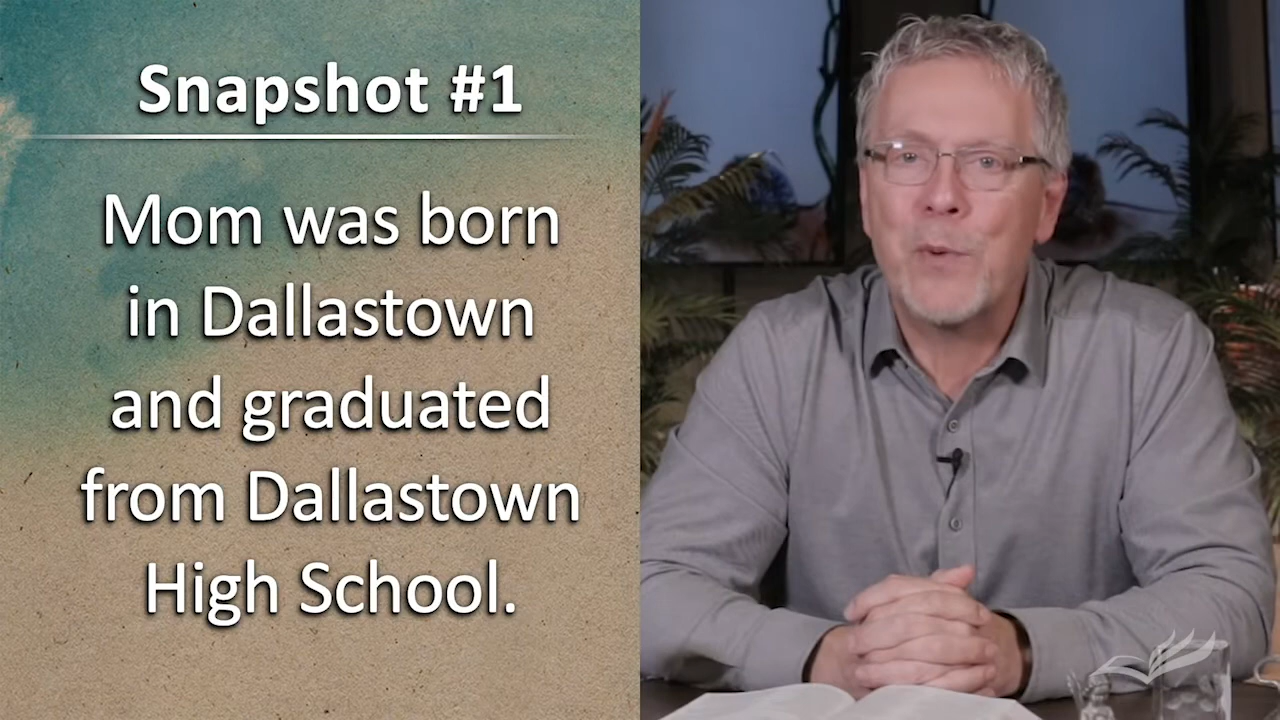 Snapshot #1
Mom was born
in Dallastown
and graduated
from Dallastown
High School.